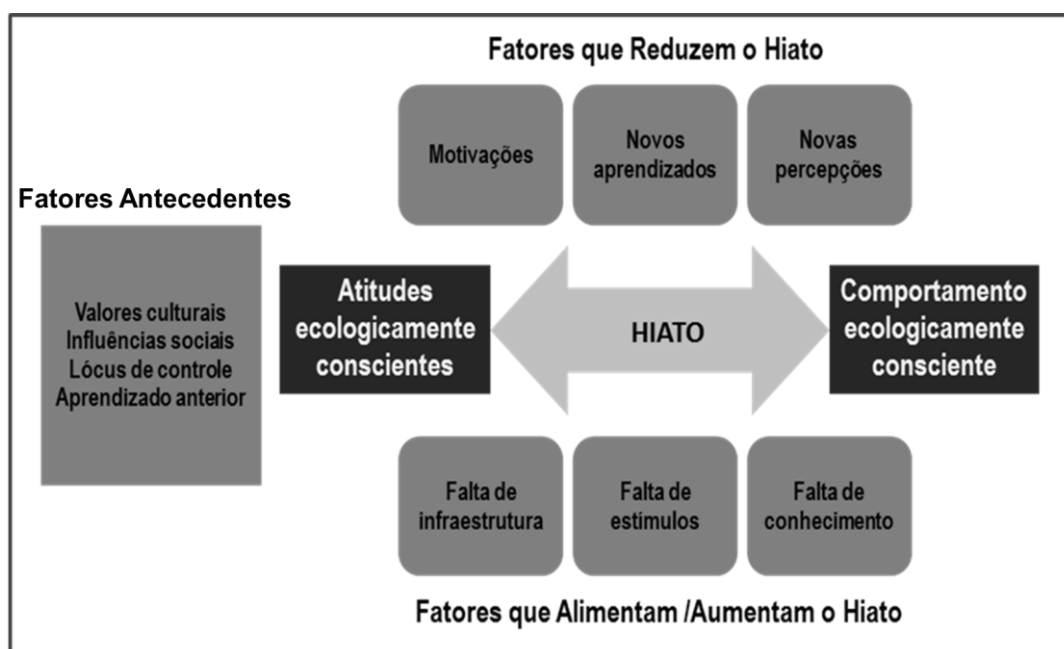 Fatores que Reduzem o Hiato
Motivações
Novos
aprendizados
Novas
percepções
Fatores Antecedentes
Valores culturais
Influências sociais
Lócus de controle
Aprendizado anterior
Atitudes
ecologicamente
conscientes
HIATO
Comportamento
ecologicamente
consciente
Falta de
infraestrutura
Falta de
estímulos
Falta de
conhecimento
Fatores que Alimentam /Aumentam o Hiato